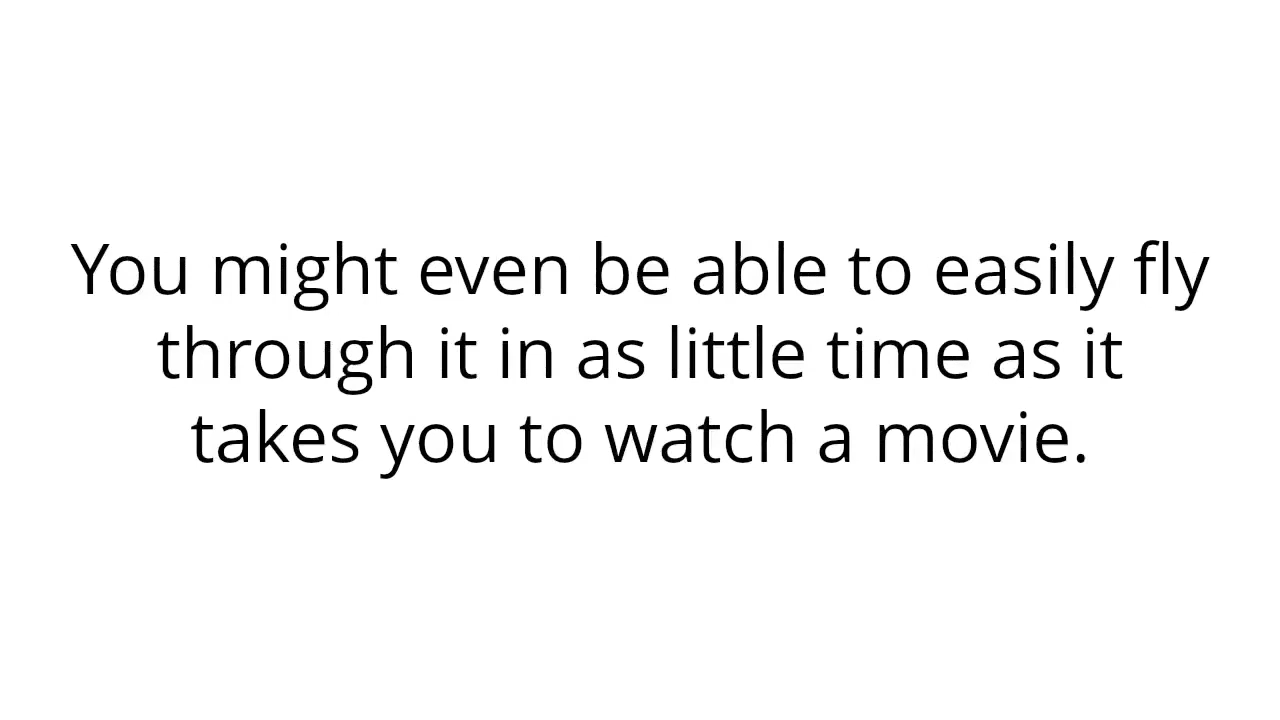 You might even be able to easily fly
through it in as little time as it
takes you to watch a movie.